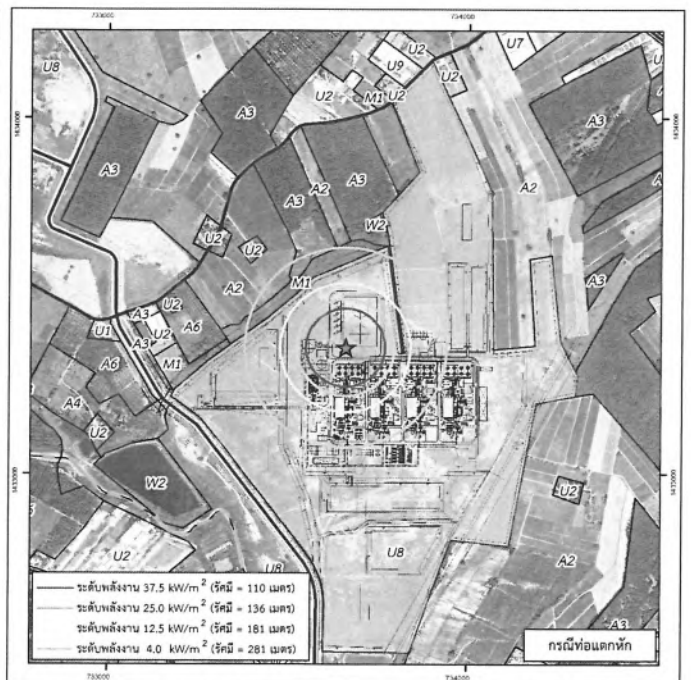 733000 734000
U8 U2 U9 U2 U7
U2 M1 U2 U2
1434000 A3 A3 1434000
A3 A3 A2 A3 A2
W2
U2 U2
A2 M1 A3
A3 U2 A6
U1 U2
A3
A6 M1
A4
U2
1433000 W2 U2 1433000
U2 U8 A2
U8 A3
ระดับพลังงาน 37.5 kW/m² (รัศมี = 110 เมตร)
ระดับพลังงาน 25.0 kW/m² (รัศมี = 136 เมตร)
ระดับพลังงาน 12.5 kW/m² (รัศมี = 181 เมตร)
ระดับพลังงาน 4.0 kW/m² (รัศมี = 281 เมตร)
กรณีท่อแตกหัก
733000 734000